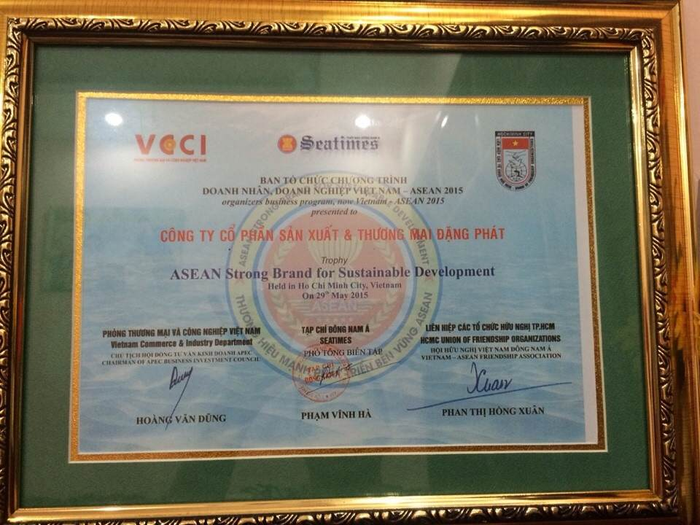 VCCI
Seatimes
BAN TỔ CHỨC CHƯƠNG TRÌNH
DOANH NHÂN, DOANH NGHIỆP VIỆT NAM – ASEAN 2015
organizers business program, now Vietnam - ASEAN 2015
presented to
CÔNG TY CỔ PHẦN SẢN XUẤT & THƯƠNG MẠI ĐẶNG PHÁT
Trophy
ASEAN Strong Brand for Sustainable Development
Held in Ho Chi Minh City, Vietnam
On 29th May 2015
PHÒNG THƯƠNG MẠI VÀ CÔNG NGHIỆP VIỆT NAM
Vietnam Commerce & Industry Department
CHỦ TỊCH HỘI ĐỒNG TƯ VẤN KINH DOANH APEC
CHAIRMAN OF APEC BUSINESS INVESTMENT COUNCIL
HOÀNG VĂN DŨNG
TẠP CHÍ ĐÔNG NAM Á
SEATIMES
PHÓ TỔNG BIÊN TẬP
PHẠM VĨNH HÀ
LIÊN HIỆP CÁC TỔ CHỨC HỮU NGHỊ TP.HCM
HCMC UNION OF FRIENDSHIP ORGANIZATIONS
HỘI HỮU NGHỊ VIỆT NAM ĐÔNG NAM Á
VIETNAM – ASEAN FRIENDSHIP ASSOCIATION
Xuan
PHAN THỊ HỒNG XUÂN